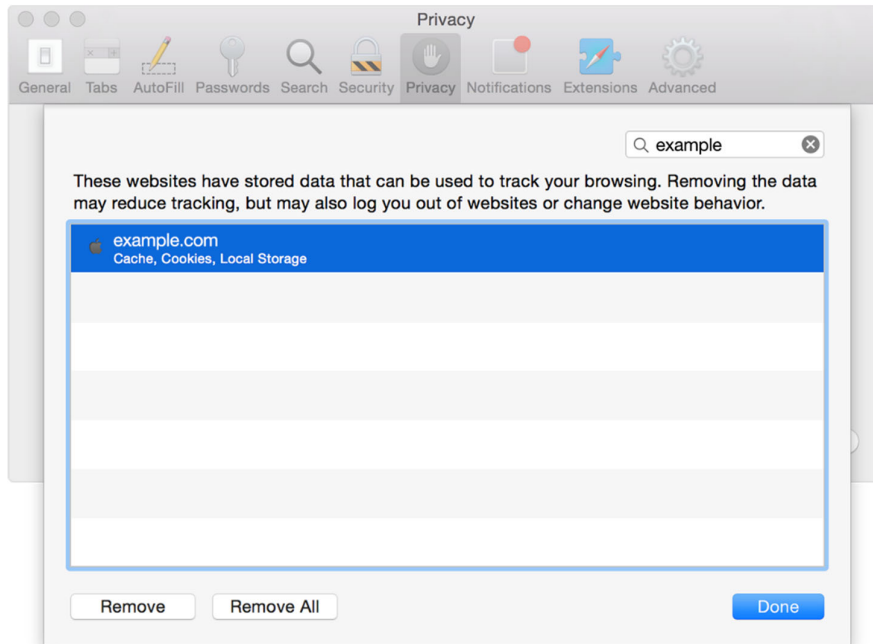 Privacy
General Tabs AutoFill Passwords Search Security Privacy Notifications Extensions Advanced
example
These websites have stored data that can be used to track your browsing. Removing the data
may reduce tracking, but may also log you out of websites or change website behavior.
example.com
Cache, Cookies, Local Storage
Remove Remove All Done